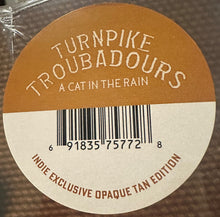 TURNPIKE
TROUBADOURS
A CAT IN THE RAIN
6 91835 75772 8
INDIE EXCLUSIVE OPAQUE TAN EDITION